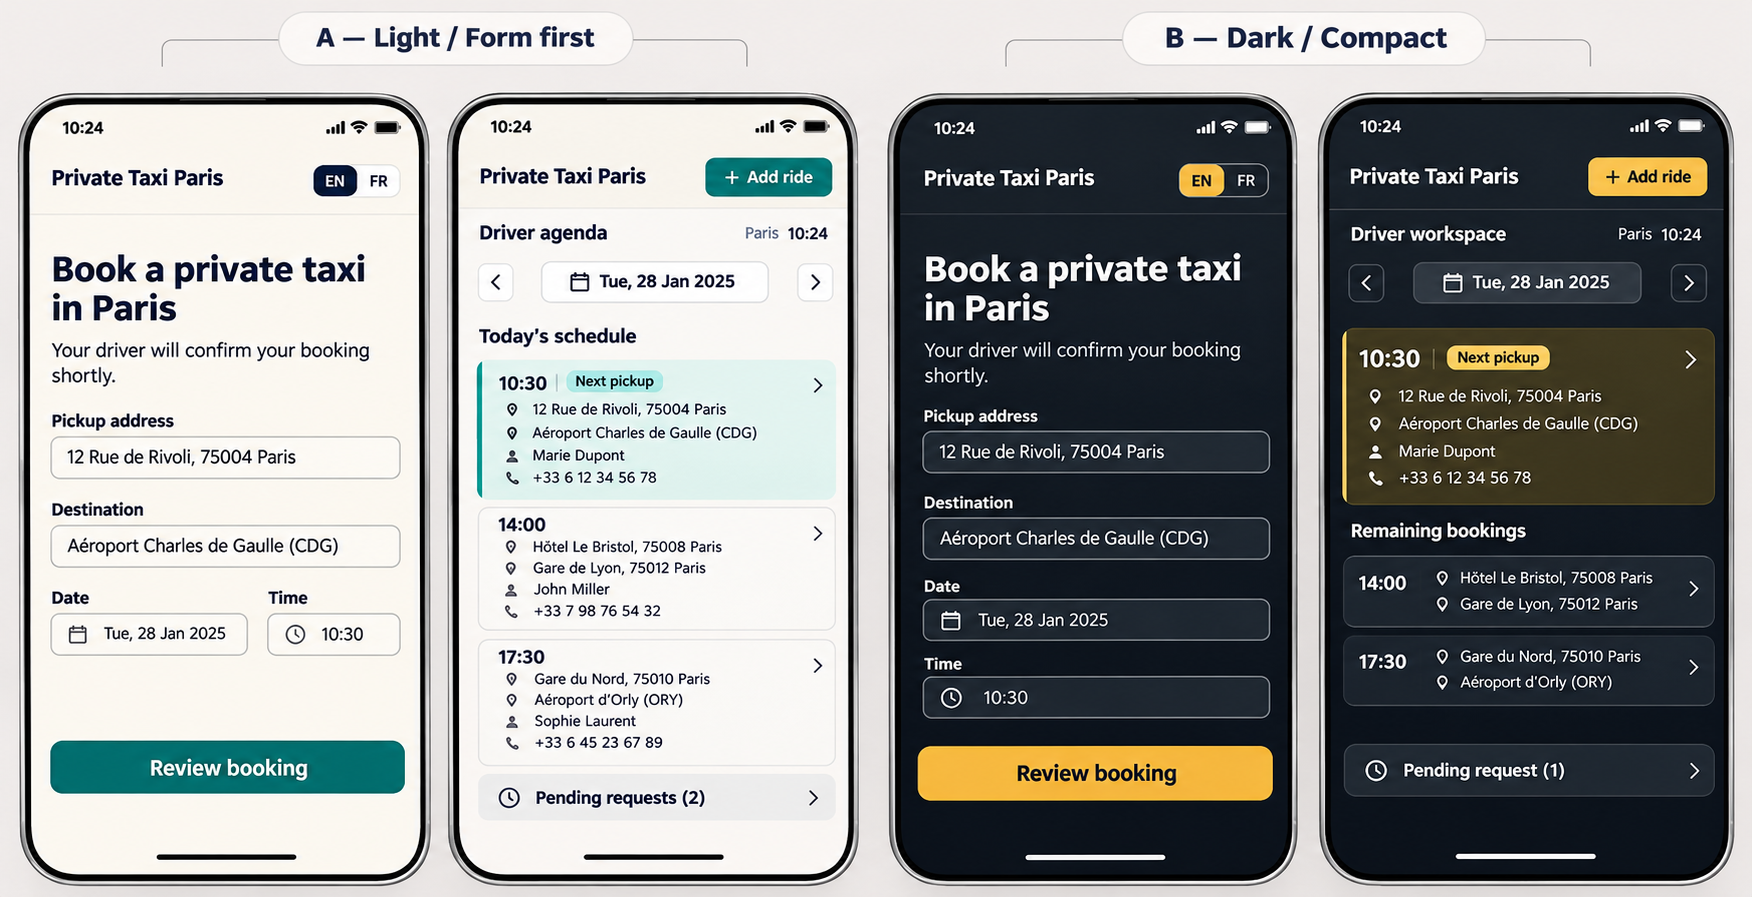 A — Light / Form first
10:24
Private Taxi Paris
EN FR
Book a private taxi
in Paris
Your driver will confirm your booking
shortly.
Pickup address
12 Rue de Rivoli, 75004 Paris
Destination
Aéroport Charles de Gaulle (CDG)
Date Time
Tue, 28 Jan 2025 10:30
Review booking
10:24
Private Taxi Paris
+ Add ride
Driver agenda Paris 10:24
Tue, 28 Jan 2025
Today’s schedule
10:30 Next pickup
12 Rue de Rivoli, 75004 Paris
Aéroport Charles de Gaulle (CDG)
Marie Dupont
+33 6 12 34 56 78
14:00
Hôtel Le Bristol, 75008 Paris
Gare de Lyon, 75012 Paris
John Miller
+33 7 98 76 54 32
17:30
Gare du Nord, 75010 Paris
Aéroport d’Orly (ORY)
Sophie Laurent
+33 6 45 23 67 89
Pending requests (2)
B — Dark / Compact
10:24
Private Taxi Paris
EN FR
Book a private taxi
in Paris
Your driver will confirm your booking
shortly.
Pickup address
12 Rue de Rivoli, 75004 Paris
Destination
Aéroport Charles de Gaulle (CDG)
Date
Tue, 28 Jan 2025
Time
10:30
Review booking
10:24
Private Taxi Paris
+ Add ride
Driver workspace Paris 10:24
Tue, 28 Jan 2025
10:30 Next pickup
12 Rue de Rivoli, 75004 Paris
Aéroport Charles de Gaulle (CDG)
Marie Dupont
+33 6 12 34 56 78
Remaining bookings
14:00 Hôtel Le Bristol, 75008 Paris
Gare de Lyon, 75012 Paris
17:30 Gare du Nord, 75010 Paris
Aéroport d’Orly (ORY)
Pending request (1)